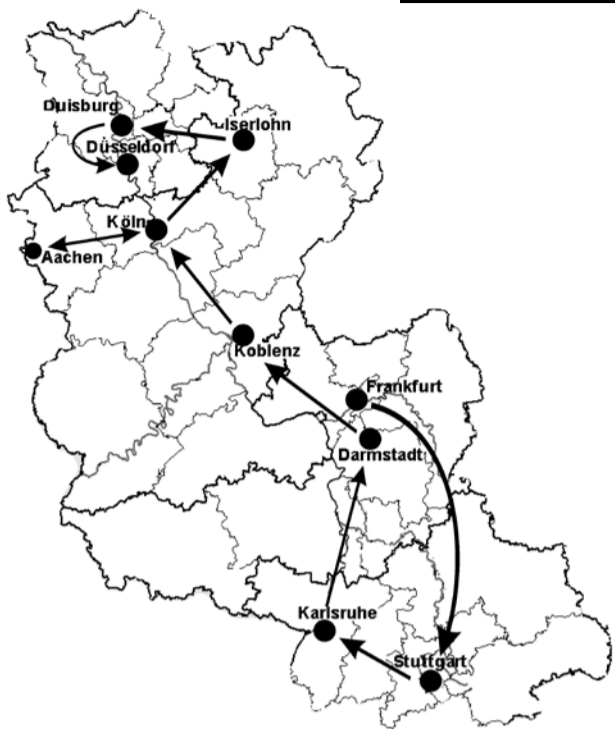 Duisburg
Iserlohn
Düsseldorf
Köln
Aachen
Koblenz
Frankfurt
Darmstadt
Karlsruhe
Stuttgart